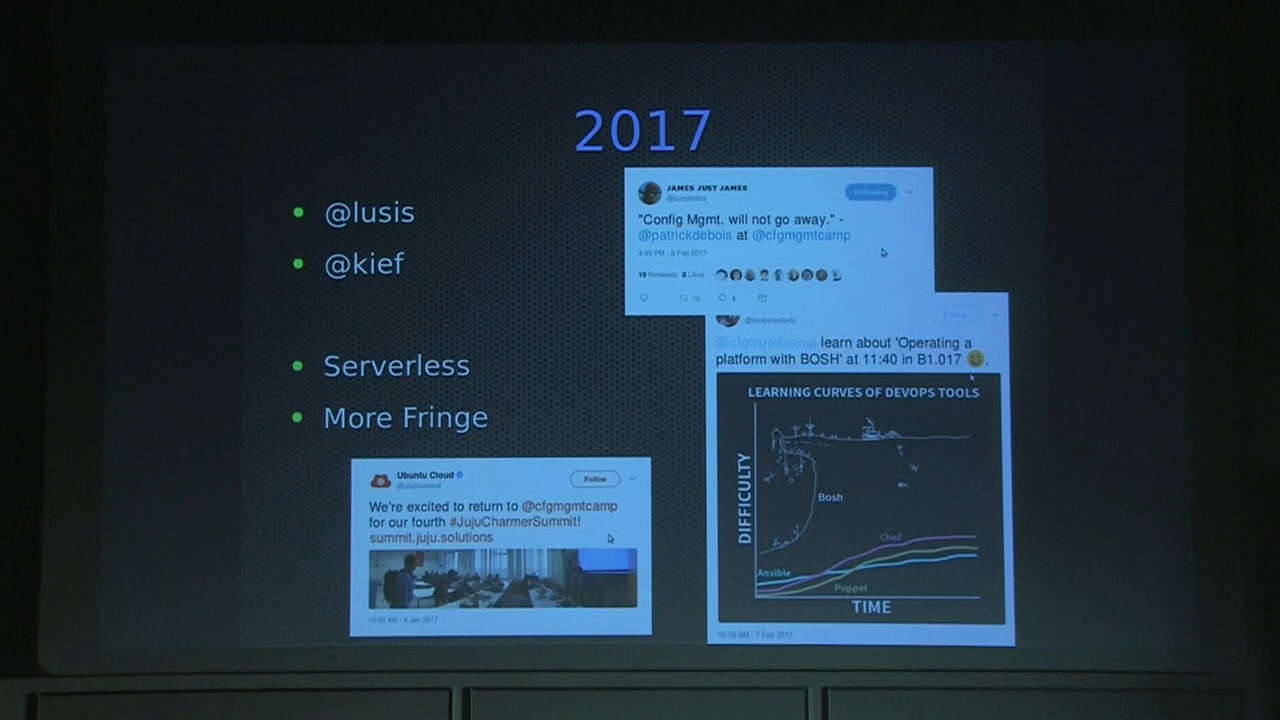 2017
@lusis
@kief
Serverless
More Fringe
JAMES JUST JAMES
@purpleidea
Following
"Config Mgmt. will not go away." -
@patrickdebois at @cfgmgmtcamp
4:40 PM - 6 Feb 2017
10 Retweets 8 Likes
10 8
@bodymindarts
Follow
@cfgmgmtcamp learn about 'Operating a
platform with BOSH' at 11:40 in B1.017 😀.
LEARNING CURVES OF DEVOPS TOOLS
DIFFICULTY
Bosh
Chef
Ansible
Puppet
TIME
10:39 AM - 7 Feb 2017
Ubuntu Cloud
@ubuntucloud
Follow
We're excited to return to @cfgmgmtcamp
for our fourth #JujuCharmerSummit!
summit.juju.solutions
10:00 AM - 4 Jan 2017